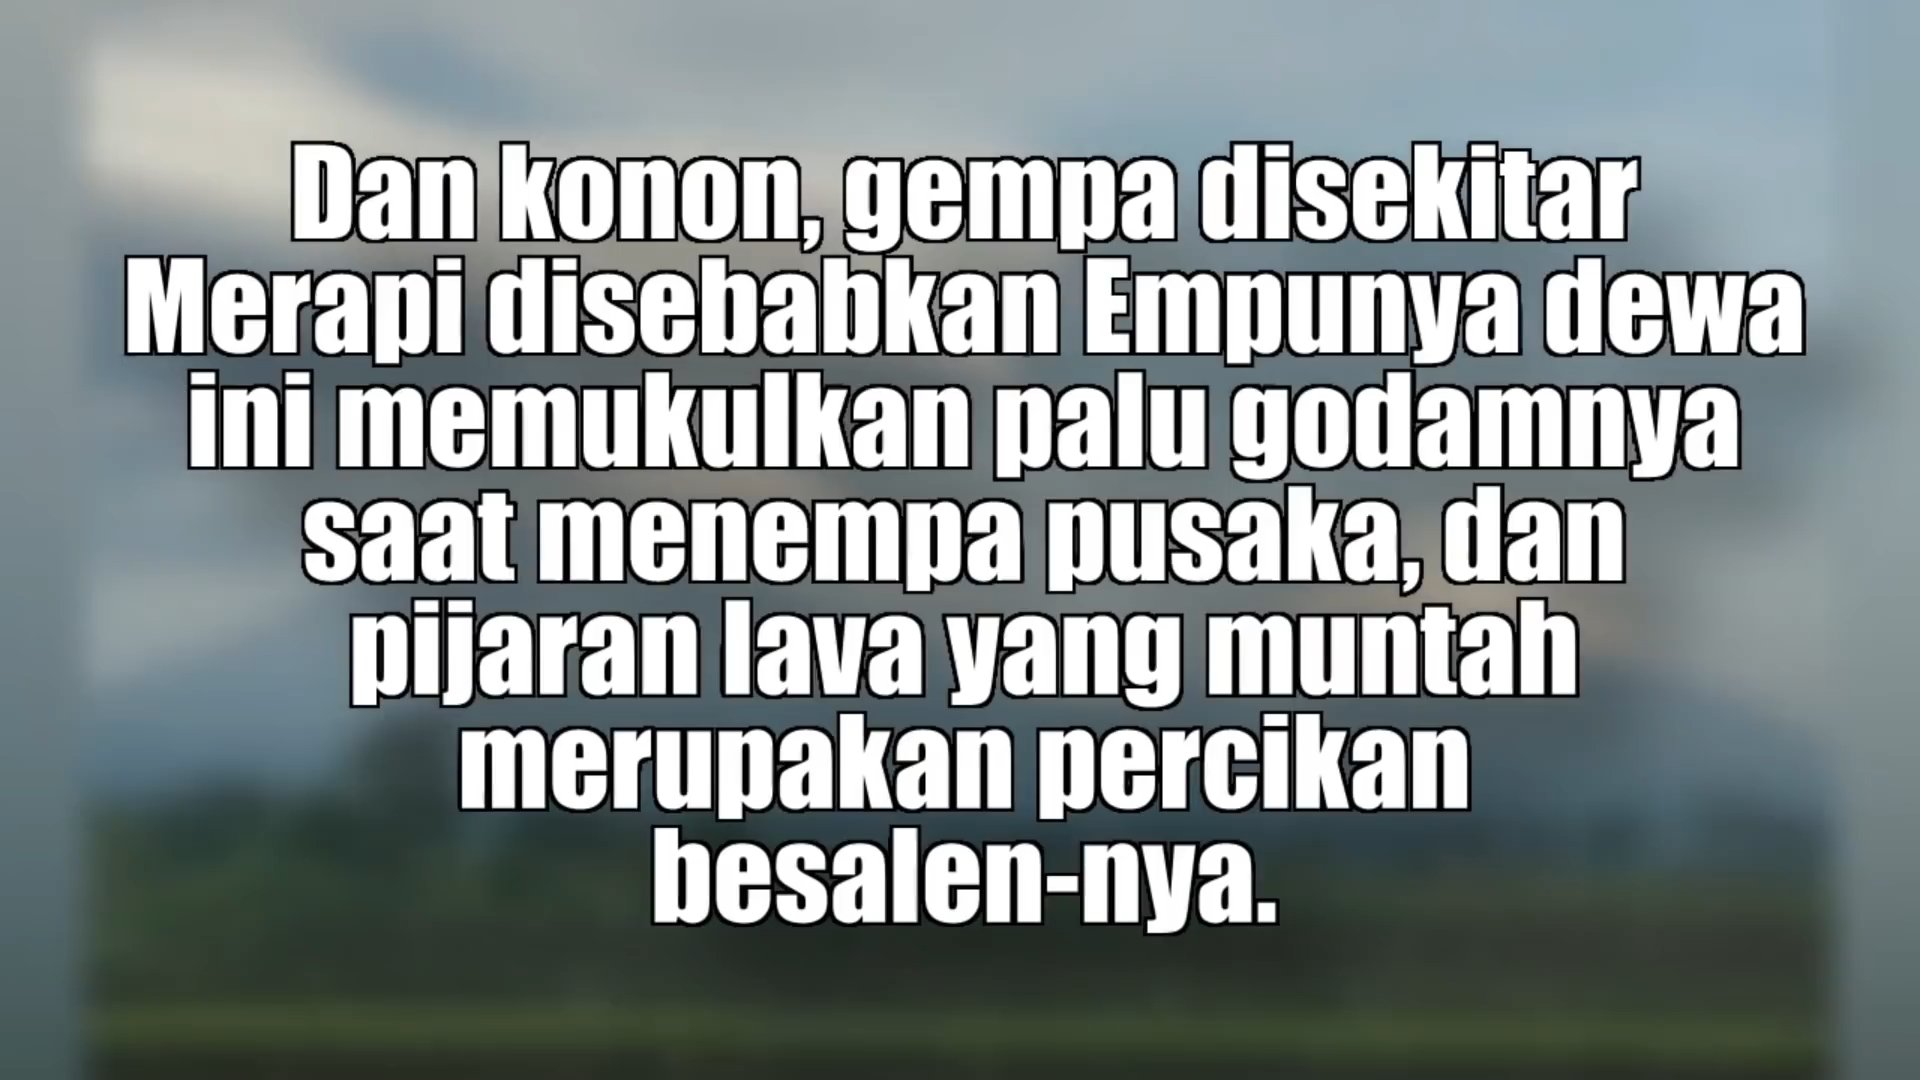 Dan konon, gempa disekitar
Merapi disebabkan Empunya dewa
ini memukulkan palu godamnya
saat menempa pusaka, dan
pijaran lava yang muntah
merupakan percikan
besalen-nya.